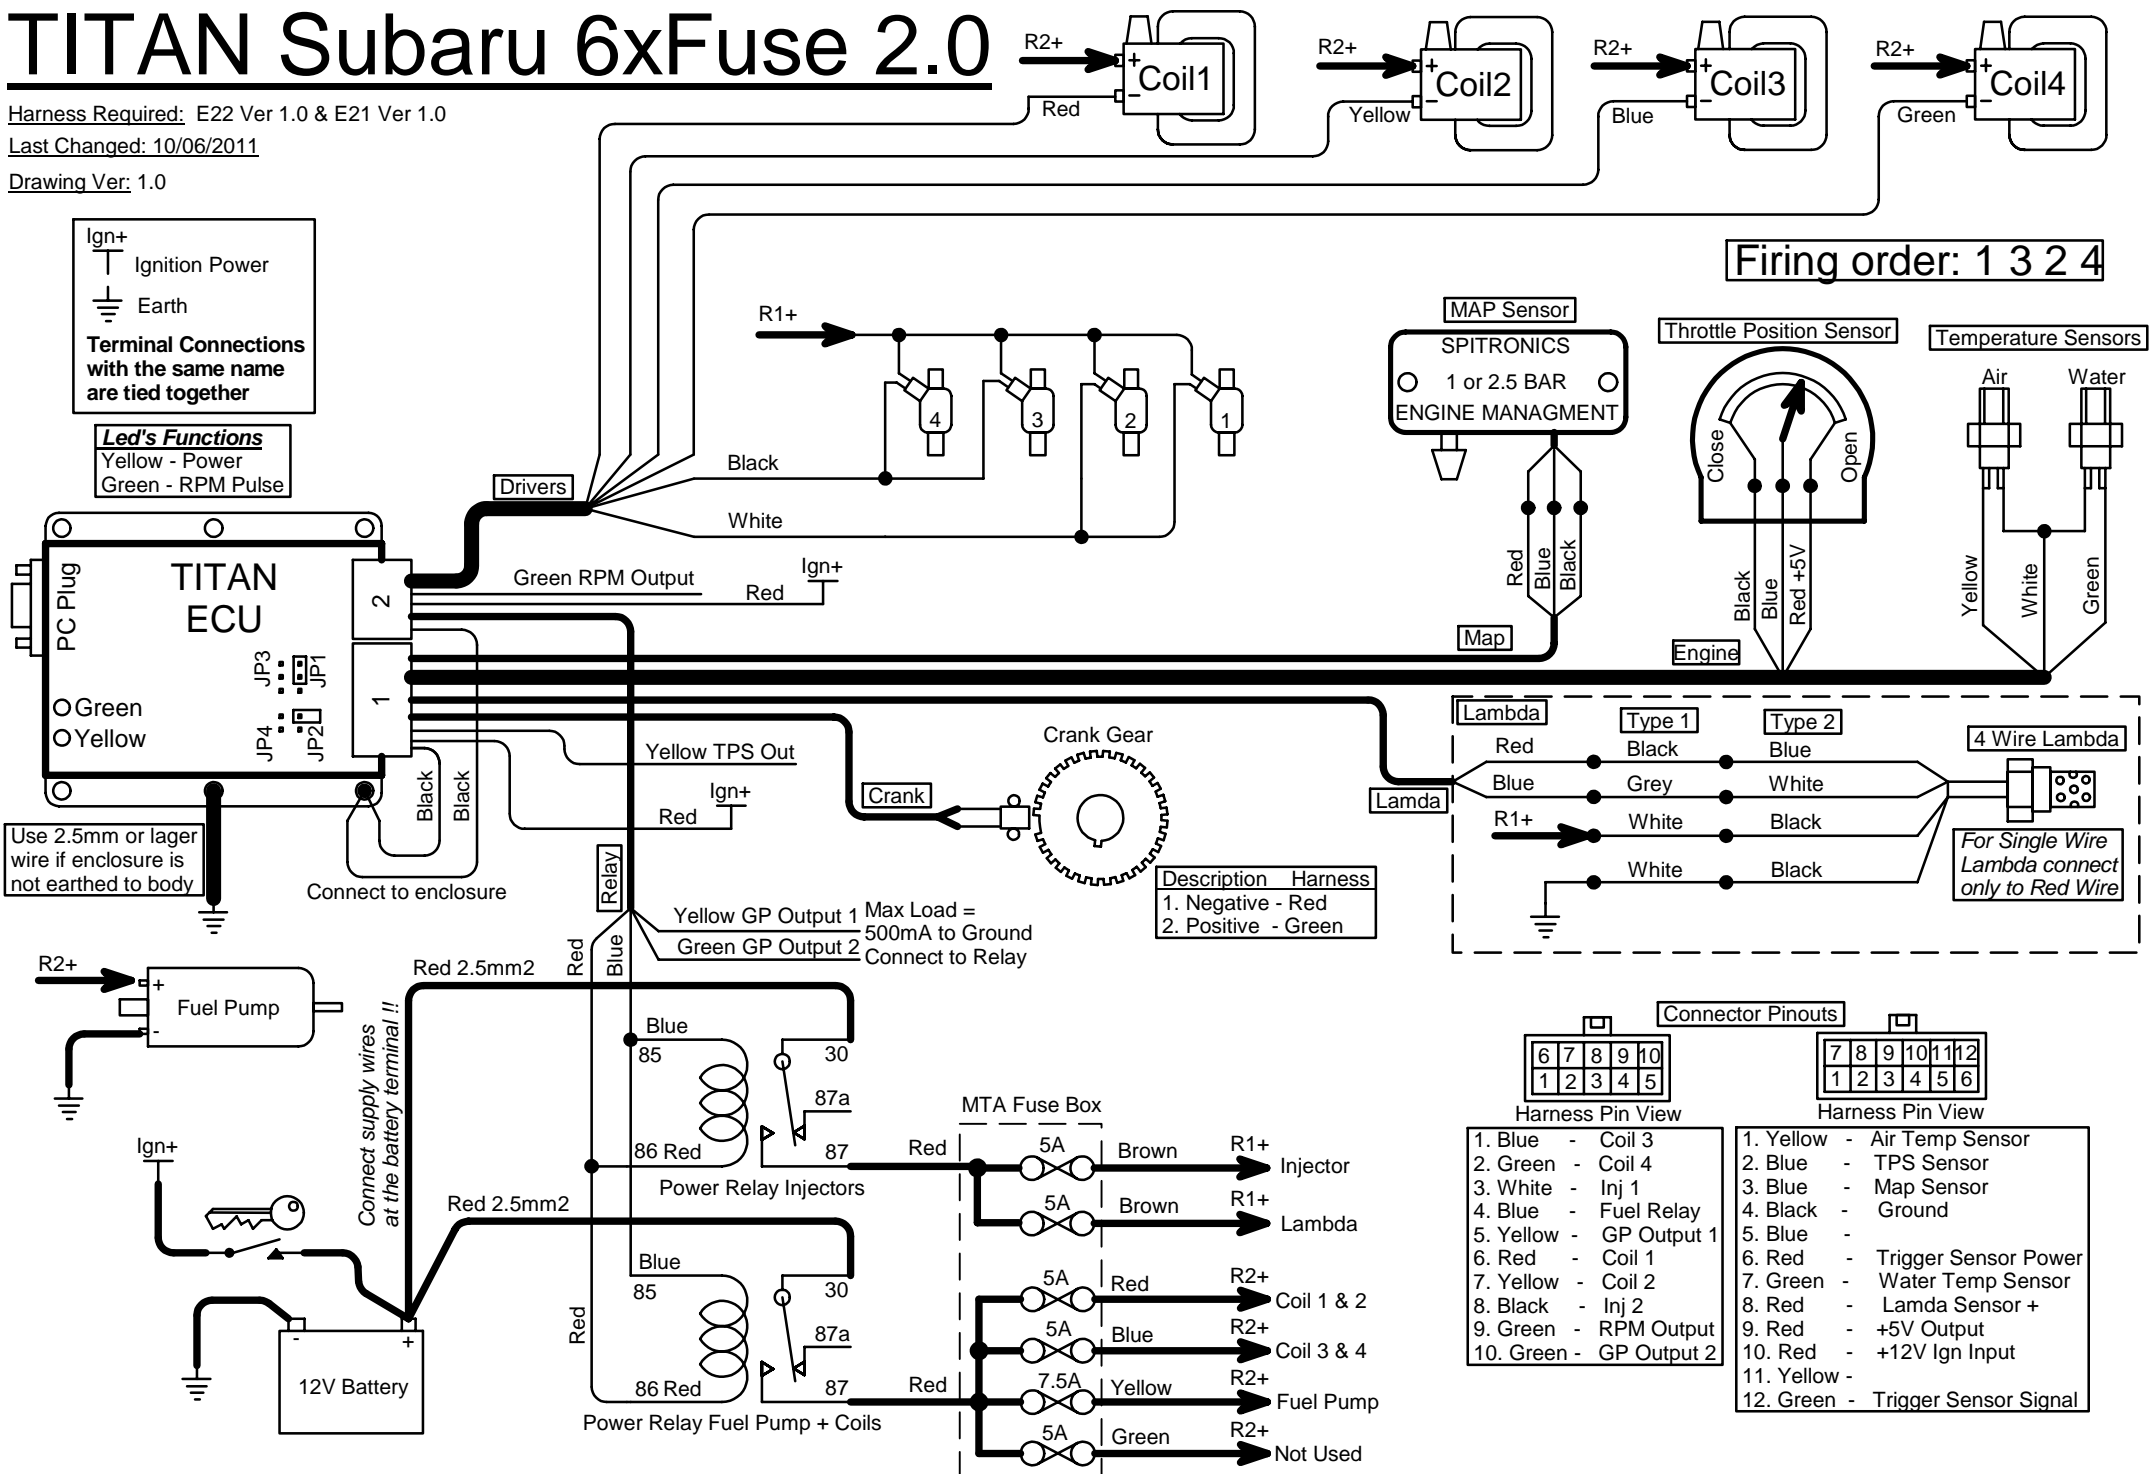 TITAN Subaru 6xFuse 2.0
Harness Required: E22 Ver 1.0 & E21 Ver 1.0
Last Changed: 10/06/2011
Drawing Ver: 1.0
R2+
+
Coil1
-
Red
R2+
+
Coil2
-
Yellow
R2+
+
Coil3
-
Blue
R2+
+
Coil4
-
Green
Firing order: 1 3 2 4
Ign+
Ignition Power
Earth
Terminal Connections
with the same name
are tied together
Led's Functions
Yellow - Power
Green - RPM Pulse
R1+
4
3
2
1
Black
White
Drivers
MAP Sensor
SPITRONICS
1 or 2.5 BAR
ENGINE MANAGMENT
Red
Blue
Black
Map
Throttle Position Sensor
Close
Open
Black
Blue
Red +5V
Engine
Temperature Sensors
Air
Water
Yellow
White
Green
PC Plug
TITAN
ECU
JP3
JP1
JP4
JP2
Green
Yellow
2
1
Green RPM Output
Red
Ign+
Yellow TPS Out
Red
Ign+
Black
Black
Connect to enclosure
Use 2.5mm or lager
wire if enclosure is
not earthed to body
Crank
Crank Gear
Description Harness
1. Negative - Red
2. Positive - Green
Lamda
Lambda
Type 1
Type 2
4 Wire Lambda
Red
Black
Blue
Blue
Grey
White
R1+
White
Black
White
Black
For Single Wire
Lambda connect
only to Red Wire
Relay
Yellow GP Output 1
Green GP Output 2
Max Load =
500mA to Ground
Connect to Relay
Red
Blue
R2+
+
Fuel Pump
-
Red 2.5mm2
Connect supply wires
at the battery terminal !!
Blue
85
30
87a
86 Red
87
Power Relay Injectors
Red
Ign+
Red 2.5mm2
-
+
12V Battery
Red
Blue
85
30
87a
86 Red
87
Power Relay Fuel Pump + Coils
Red
MTA Fuse Box
5A
Brown
R1+
Injector
5A
Brown
R1+
Lambda
5A
Red
R2+
Coil 1 & 2
5A
Blue
R2+
Coil 3 & 4
7.5A
Yellow
R2+
Fuel Pump
5A
Green
R2+
Not Used
Connector Pinouts
6 7 8 9 10
1 2 3 4 5
Harness Pin View
1. Blue - Coil 3
2. Green - Coil 4
3. White - Inj 1
4. Blue - Fuel Relay
5. Yellow - GP Output 1
6. Red - Coil 1
7. Yellow - Coil 2
8. Black - Inj 2
9. Green - RPM Output
10. Green - GP Output 2
7 8 9 10 11 12
1 2 3 4 5 6
Harness Pin View
1. Yellow - Air Temp Sensor
2. Blue - TPS Sensor
3. Blue - Map Sensor
4. Black - Ground
5. Blue -
6. Red - Trigger Sensor Power
7. Green - Water Temp Sensor
8. Red - Lamda Sensor +
9. Red - +5V Output
10. Red - +12V Ign Input
11. Yellow -
12. Green - Trigger Sensor Signal